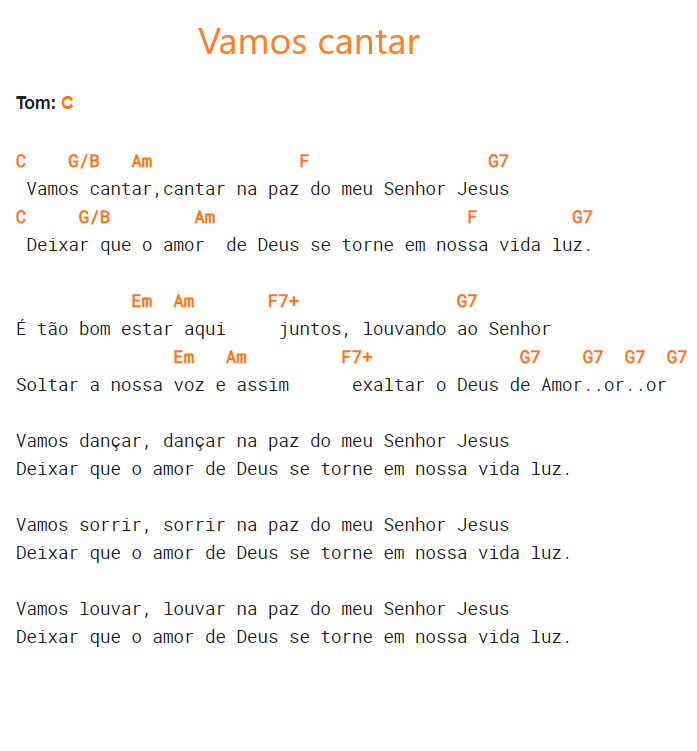 Vamos cantar
Tom: C
C    G/B   Am              F                 G7
 Vamos cantar,cantar na paz do meu Senhor Jesus
C     G/B        Am                        F         G7
 Deixar que o amor  de Deus se torne em nossa vida luz.
           Em  Am       F7+               G7
É tão bom estar aqui     juntos, louvando ao Senhor
               Em   Am         F7+              G7    G7  G7  G7
Soltar a nossa voz e assim      exaltar o Deus de Amor..or..or
Vamos dançar, dançar na paz do meu Senhor Jesus
Deixar que o amor de Deus se torne em nossa vida luz.
Vamos sorrir, sorrir na paz do meu Senhor Jesus
Deixar que o amor de Deus se torne em nossa vida luz.
Vamos louvar, louvar na paz do meu Senhor Jesus
Deixar que o amor de Deus se torne em nossa vida luz.